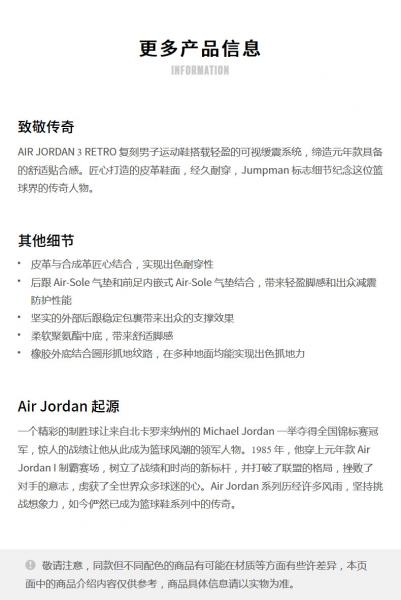 更多产品信息
INFORMATION
致敬传奇
AIR JORDAN 3 RETRO 复刻男子运动鞋搭载轻盈的可视缓震系统，缔造元年款具备
的舒适贴合感。匠心打造的皮革鞋面，经久耐穿，Jumpman 标志细节纪念这位篮
球界的传奇人物。
其他细节
• 皮革与合成革匠心结合，实现出色耐穿性
• 后跟 Air-Sole 气垫和前足内嵌式 Air-Sole 气垫结合，带来轻盈脚感和出众减震
防护性能
• 坚实的外部后跟稳定包裹带来出众的支撑效果
• 柔软聚氨酯中底，带来舒适脚感
• 橡胶外底结合圆形抓地纹路，在多种地面均能实现出色抓地力
Air Jordan 起源
一个精彩的制胜球让来自北卡罗来纳州的 Michael Jordan 一举夺得全国锦标赛冠
军，惊人的战绩让他从此成为篮球风潮的领军人物。1985 年，他穿上元年款 Air
Jordan I 制霸赛场，树立了战绩和时尚的新标杆，并打破了联盟的格局，挫败了
对手的意志，虏获了全世界众多球迷的心。Air Jordan 系列历经许多风雨，坚持挑
战想象力，如今俨然已成为篮球鞋系列中的传奇。
! 敬请注意，同款但不同配色的商品有可能在材质等方面有些许差异，本页
面中的商品介绍内容仅供参考，商品具体信息请以实物为准。